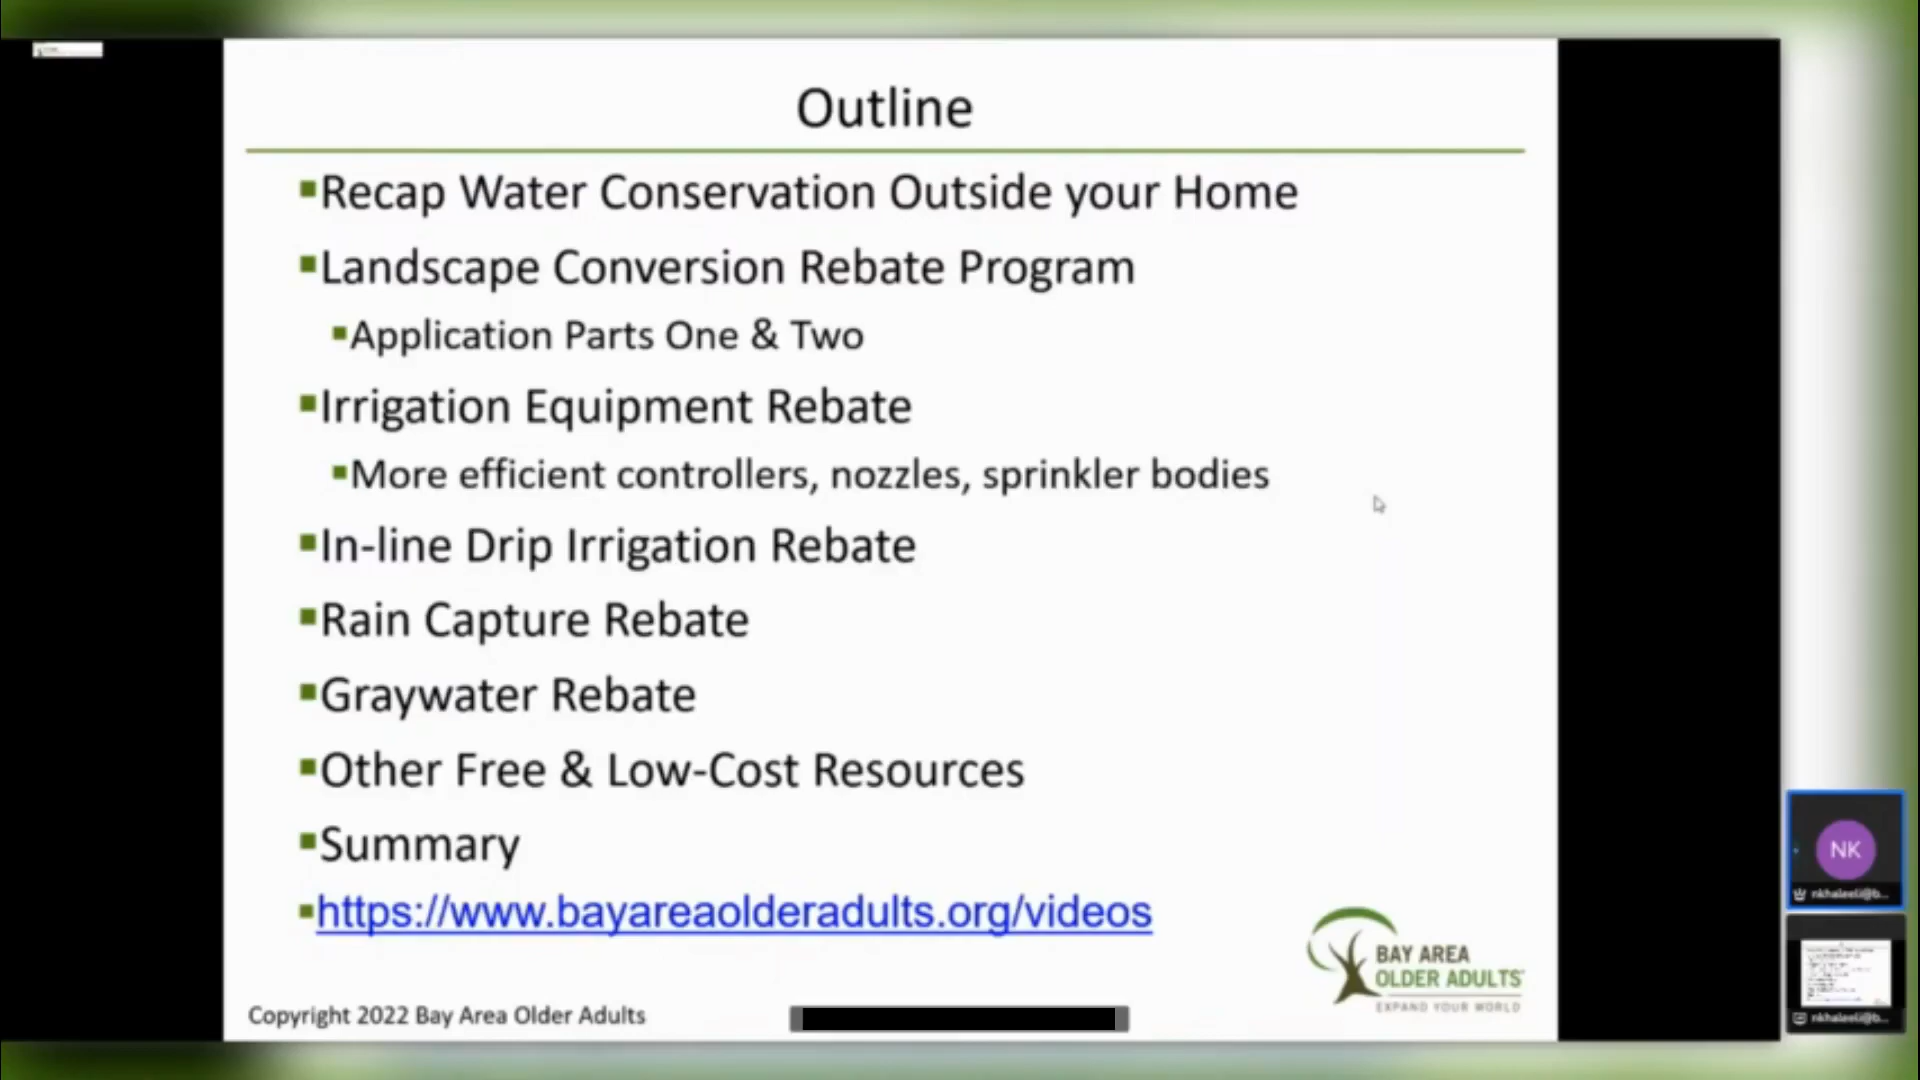 Outline
Recap Water Conservation Outside your Home
Landscape Conversion Rebate Program
Application Parts One & Two
Irrigation Equipment Rebate
More efficient controllers, nozzles, sprinkler bodies
In-line Drip Irrigation Rebate
Rain Capture Rebate
Graywater Rebate
Other Free & Low-Cost Resources
Summary
https://www.bayareaolderadults.org/videos
BAY AREA
OLDER ADULTS
EXPAND YOUR WORLD
Copyright 2022 Bay Area Older Adults
NK
nkhaleeli@b...
nkhaleeli@b...